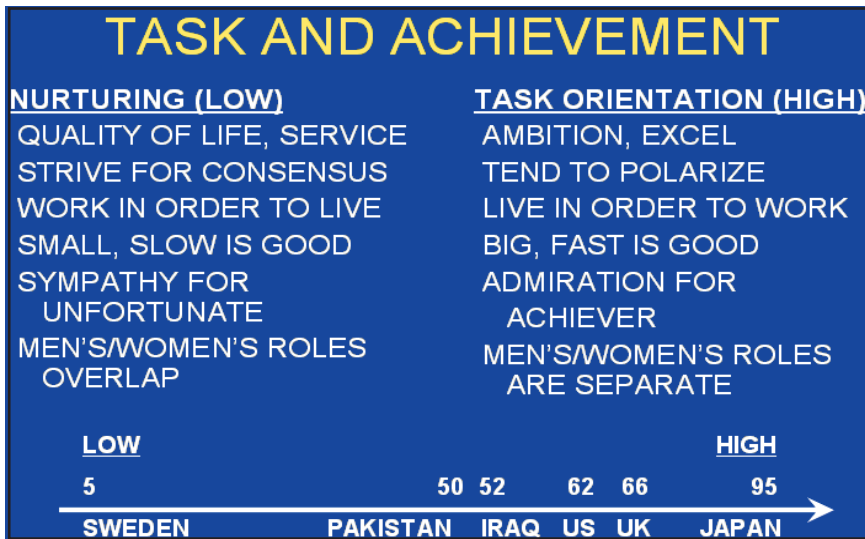 TASK AND ACHIEVEMENT
NURTURING (LOW)
QUALITY OF LIFE, SERVICE
STRIVE FOR CONSENSUS
WORK IN ORDER TO LIVE
SMALL, SLOW IS GOOD
SYMPATHY FOR
UNFORTUNATE
MEN'S/WOMEN'S ROLES
OVERLAP
TASK ORIENTATION (HIGH)
AMBITION, EXCEL
TEND TO POLARIZE
LIVE IN ORDER TO WORK
BIG, FAST IS GOOD
ADMIRATION FOR
ACHIEVER
MEN'S/WOMEN'S ROLES
ARE SEPARATE
LOW HIGH
5 50 52 62 66 95
SWEDEN PAKISTAN IRAQ US UK JAPAN